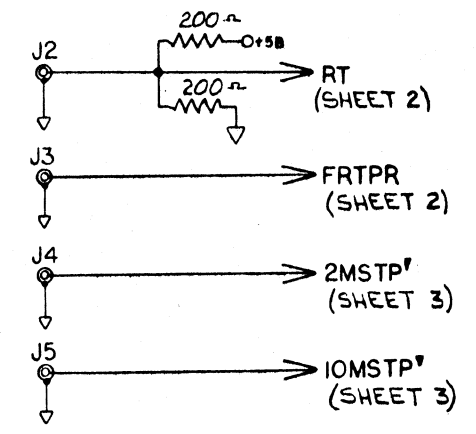 200 Ω
+5B
J2
RT
200 Ω
(SHEET 2)
J3
FRTPR
(SHEET 2)
J4
2MSTP'
(SHEET 3)
J5
10MSTP'
(SHEET 3)